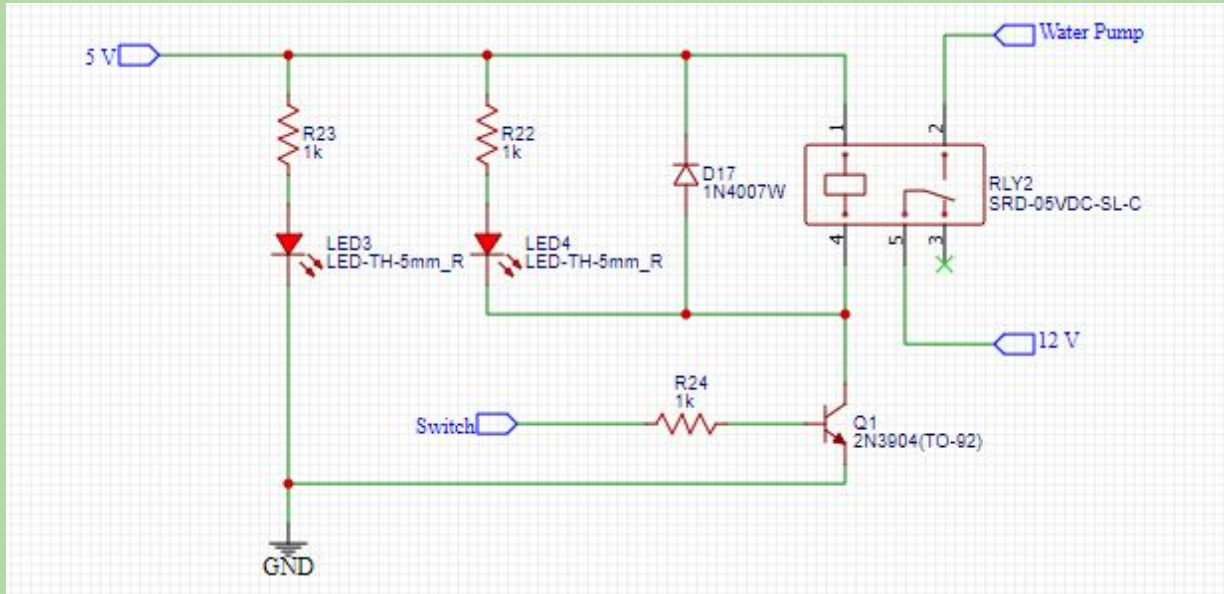 Water Pump
5 V
R23
1k
R22
1k
D17
1N4007W
1
2
RLY2
SRD-05VDC-SL-C
4
5
3
LED3
LED-TH-5mm_R
LED4
LED-TH-5mm_R
12 V
R24
1k
Switch
Q1
2N3904(TO-92)
GND